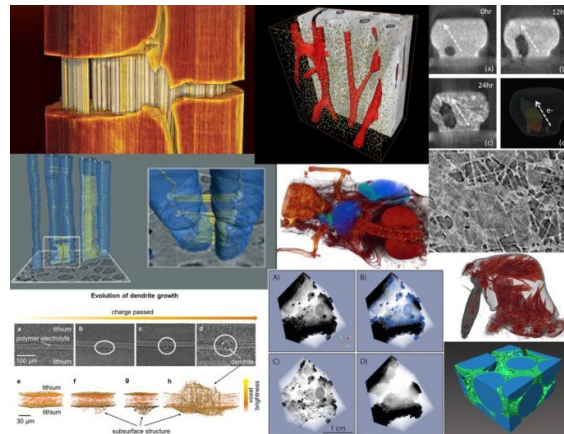 0hr
12h
(a)
(b
24hr
(c)
e-
(d
Evolution of dendrite growth
charge passed
a
lithium
b
c
d
polymer electrolyte
100 µm
lithium
dendrite
e
lithium
f
g
h
lithium
30 µm
subsurface structure
voxel
brightness
A)
B)
C)
D)
1 cm